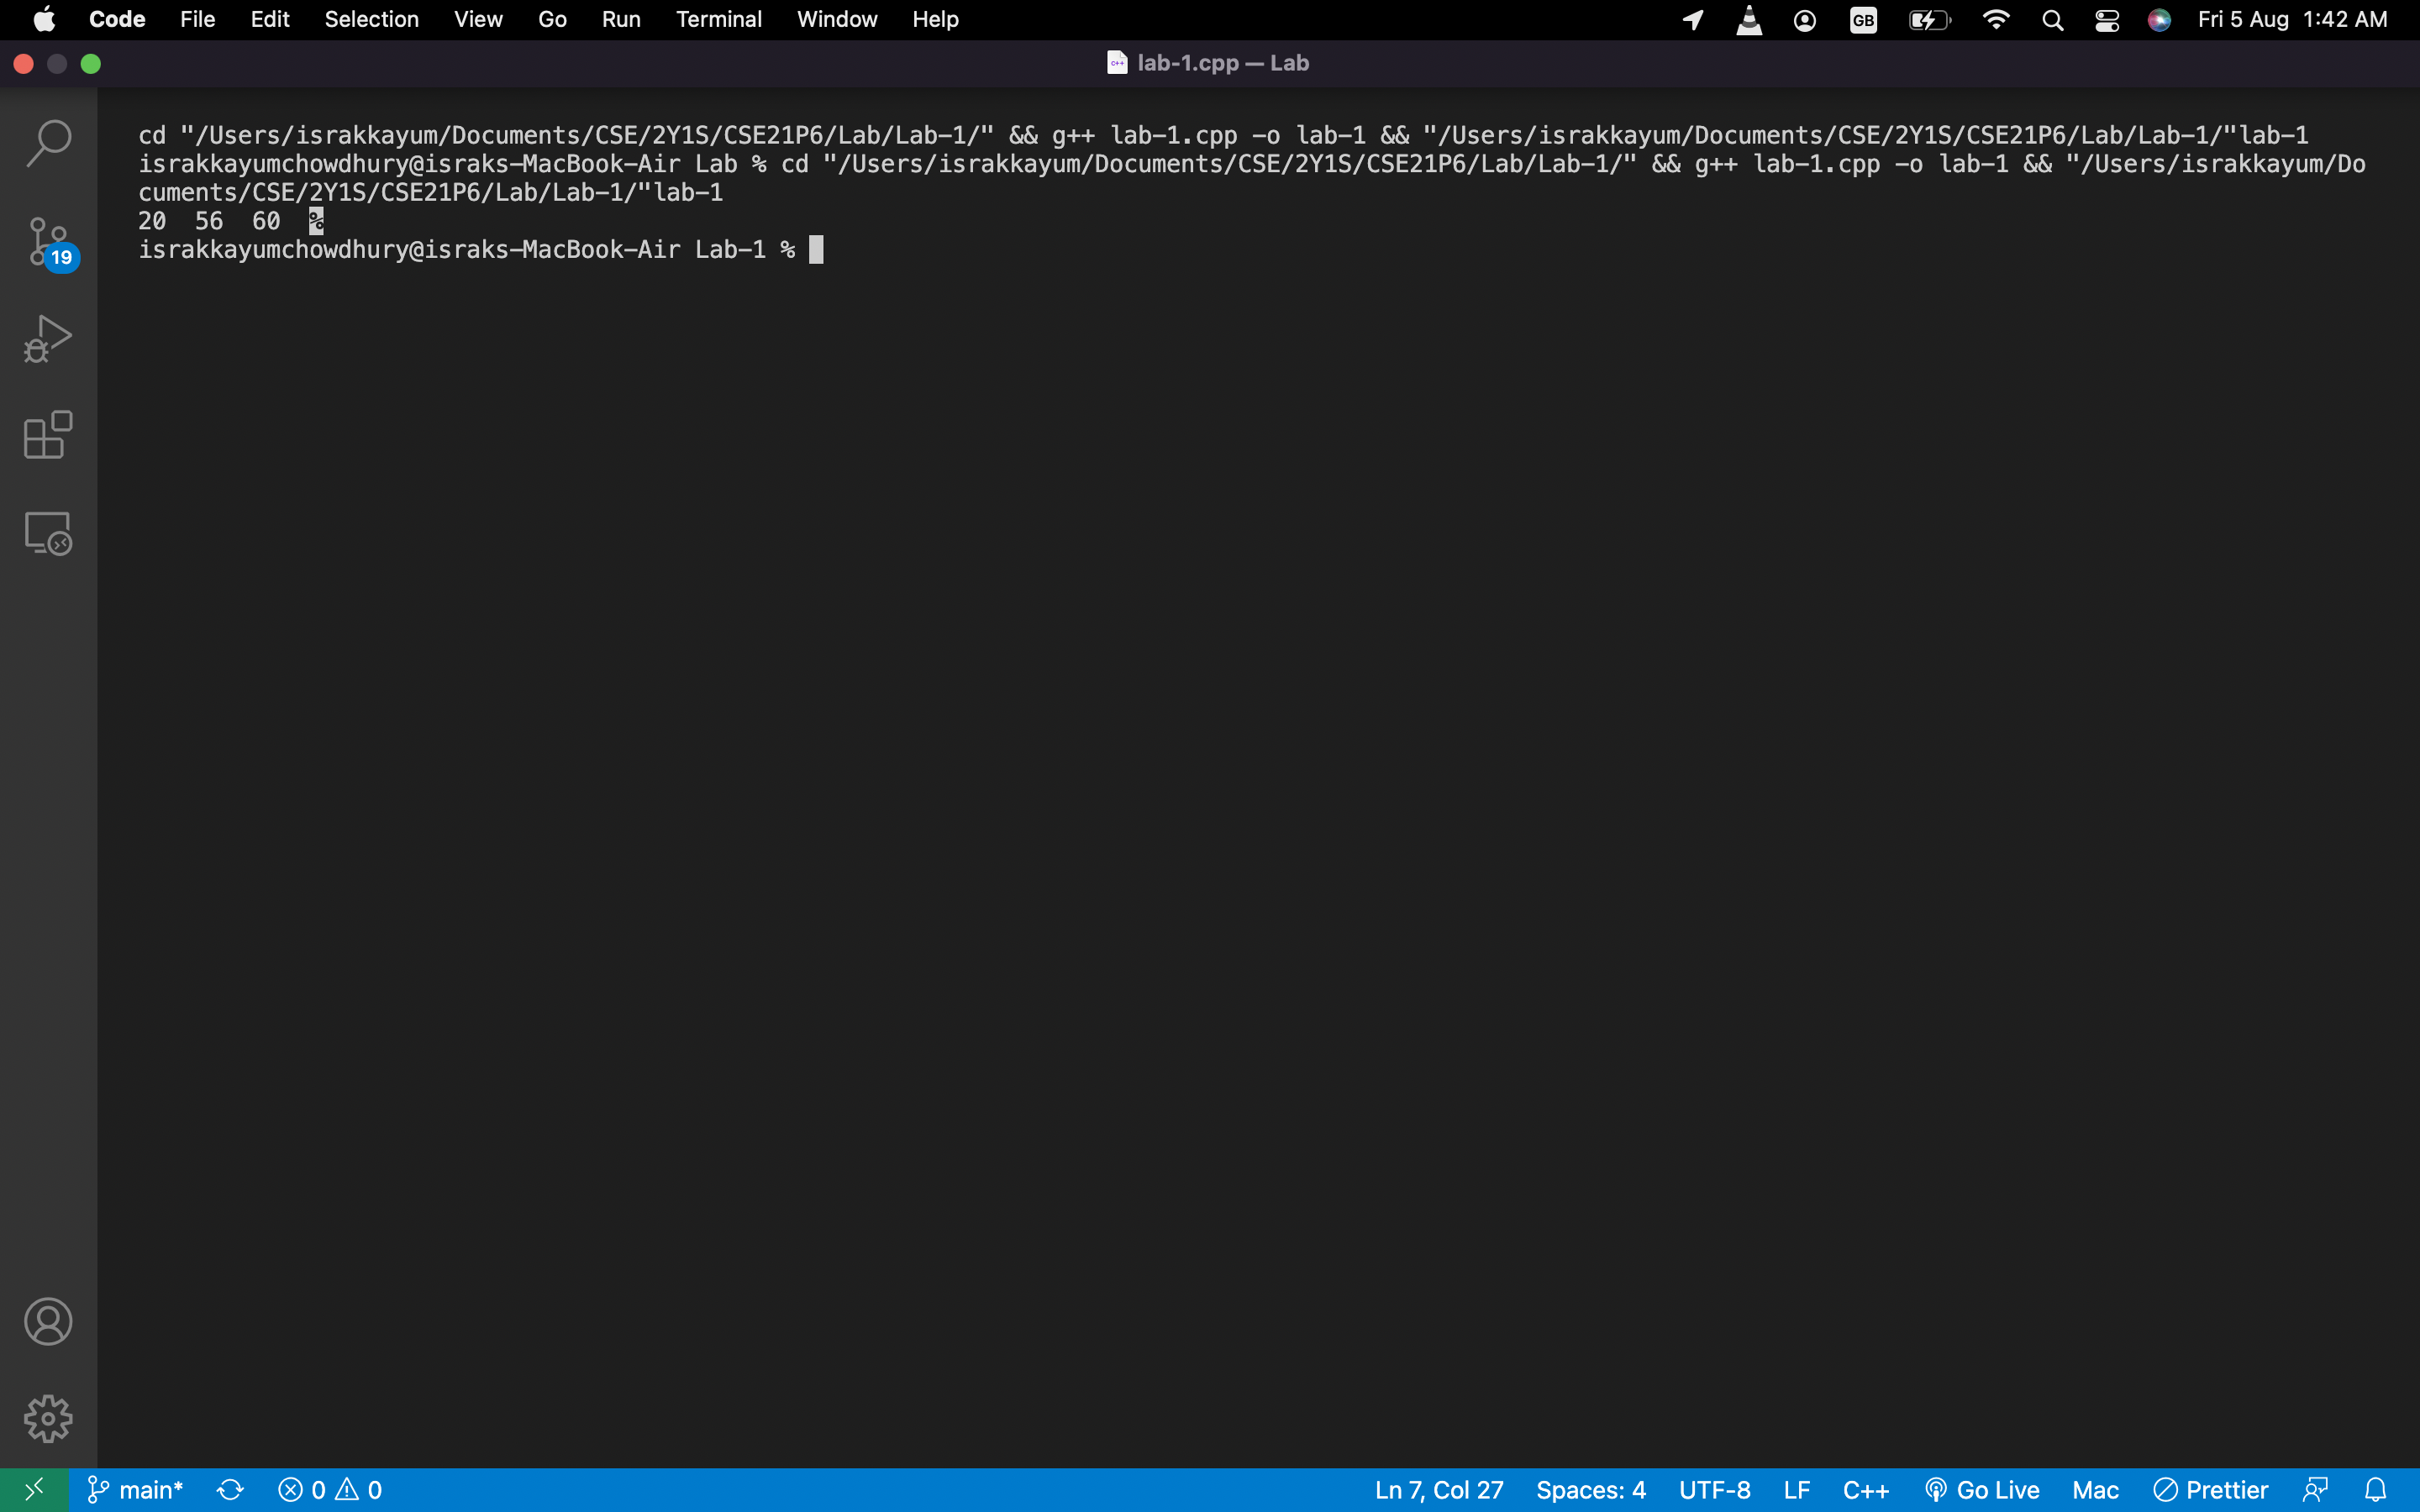 Code File Edit Selection View Go Run Terminal Window Help GB Fri 5 Aug 1:42 AM
C++ lab-1.cpp — Lab
cd "/Users/israkkayum/Documents/CSE/2Y1S/CSE21P6/Lab/Lab-1/" && g++ lab-1.cpp -o lab-1 && "/Users/israkkayum/Documents/CSE/2Y1S/CSE21P6/Lab/Lab-1/"lab-1
israkkayumchowdhury@israks-MacBook-Air Lab % cd "/Users/israkkayum/Documents/CSE/2Y1S/CSE21P6/Lab/Lab-1/" && g++ lab-1.cpp -o lab-1 && "/Users/israkkayum/Do
cuments/CSE/2Y1S/CSE21P6/Lab/Lab-1/"lab-1
20  56  60  %
israkkayumchowdhury@israks-MacBook-Air Lab-1 %
19
main* 0 0 Ln 7, Col 27 Spaces: 4 UTF-8 LF C++ Go Live Mac Prettier